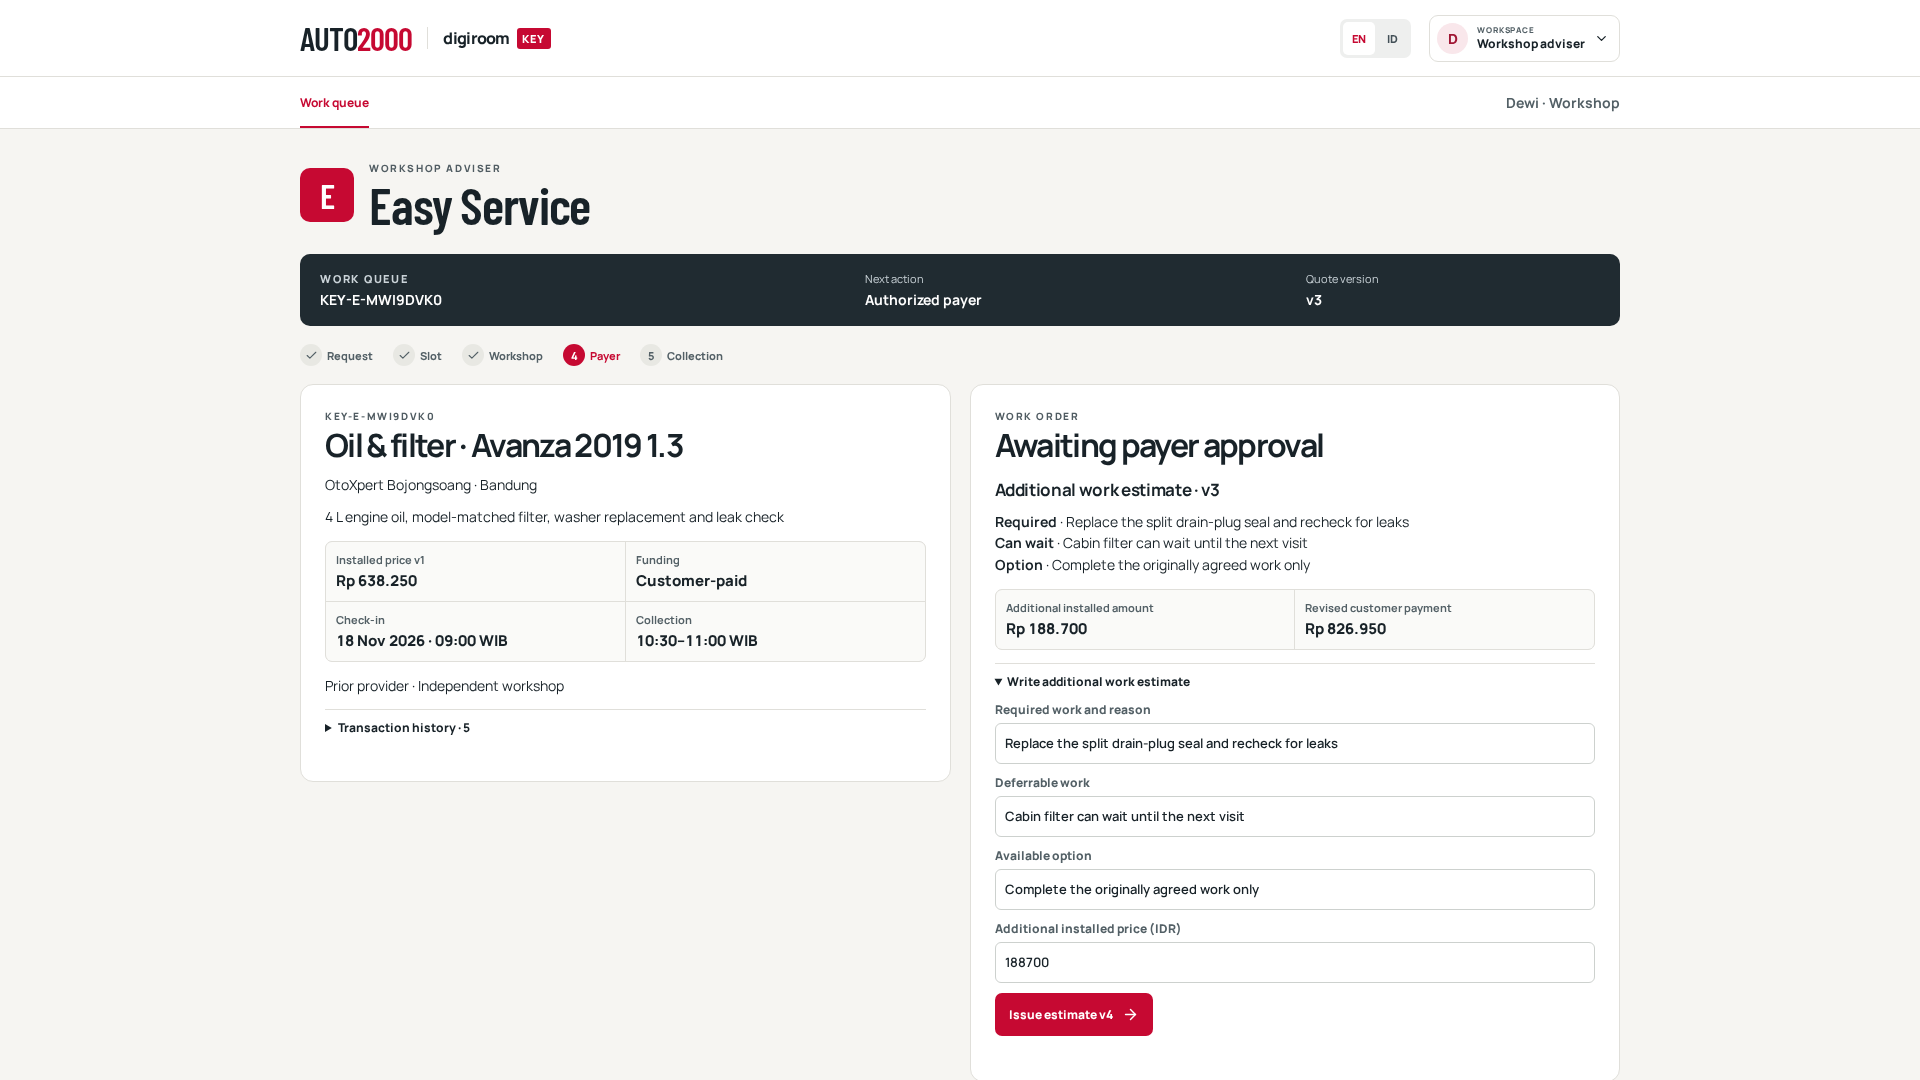 AUTO2000
digiroom KEY
EN ID
D
WORKSPACE
Workshop adviser
Work queue
Dewi · Workshop
E
WORKSHOP ADVISER
Easy Service
WORK QUEUE
KEY-E-MWI9DVK0
Next action
Authorized payer
Quote version
v3
Request
Slot
Workshop
4 Payer
5 Collection
KEY-E-MWI9DVK0
Oil & filter · Avanza 2019 1.3
OtoXpert Bojongsoang · Bandung
4 L engine oil, model-matched filter, washer replacement and leak check
Installed price v1
Rp 638.250
Funding
Customer-paid
Check-in
18 Nov 2026 · 09:00 WIB
Collection
10:30–11:00 WIB
Prior provider · Independent workshop
Transaction history · 5
WORK ORDER
Awaiting payer approval
Additional work estimate · v3
Required · Replace the split drain-plug seal and recheck for leaks
Can wait · Cabin filter can wait until the next visit
Option · Complete the originally agreed work only
Additional installed amount
Rp 188.700
Revised customer payment
Rp 826.950
Write additional work estimate
Required work and reason
Replace the split drain-plug seal and recheck for leaks
Deferrable work
Cabin filter can wait until the next visit
Available option
Complete the originally agreed work only
Additional installed price (IDR)
188700
Issue estimate v4